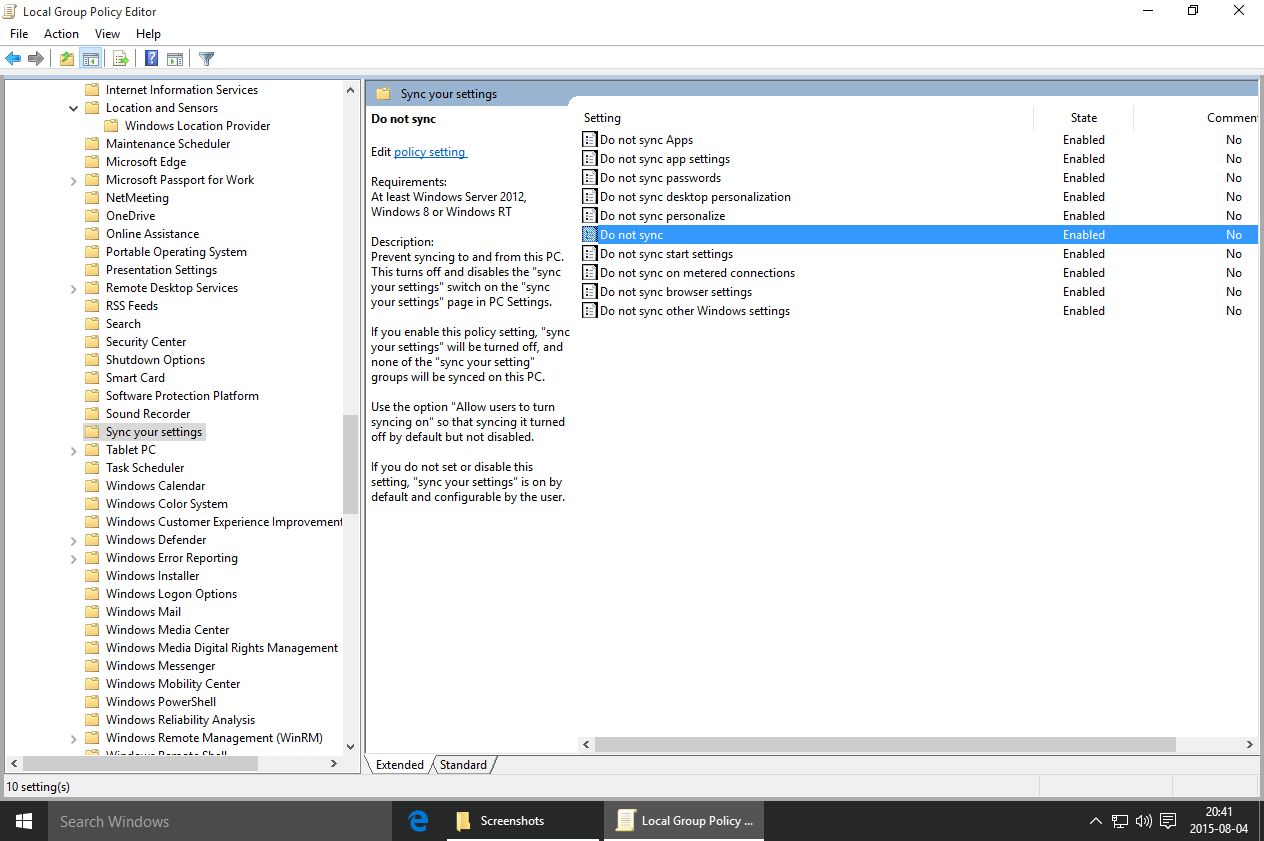 Local Group Policy Editor
File Action View Help
Internet Information Services
Location and Sensors
Windows Location Provider
Maintenance Scheduler
Microsoft Edge
Microsoft Passport for Work
NetMeeting
OneDrive
Online Assistance
Portable Operating System
Presentation Settings
Remote Desktop Services
RSS Feeds
Search
Security Center
Shutdown Options
Smart Card
Software Protection Platform
Sound Recorder
Sync your settings
Tablet PC
Task Scheduler
Windows Calendar
Windows Color System
Windows Customer Experience Improvement
Windows Defender
Windows Error Reporting
Windows Installer
Windows Logon Options
Windows Mail
Windows Media Center
Windows Media Digital Rights Management
Windows Messenger
Windows Mobility Center
Windows PowerShell
Windows Reliability Analysis
Windows Remote Management (WinRM)
Windows Remote Shell
Sync your settings
Do not sync
Edit policy setting
Requirements:
At least Windows Server 2012,
Windows 8 or Windows RT
Description:
Prevent syncing to and from this PC.
This turns off and disables the "sync
your settings" switch on the "sync
your settings" page in PC Settings.
If you enable this policy setting, "sync
your settings" will be turned off, and
none of the "sync your setting"
groups will be synced on this PC.
Use the option "Allow users to turn
syncing on" so that syncing it turned
off by default but not disabled.
If you do not set or disable this
setting, "sync your settings" is on by
default and configurable by the user.
Setting State Commen
Do not sync Apps Enabled No
Do not sync app settings Enabled No
Do not sync passwords Enabled No
Do not sync desktop personalization Enabled No
Do not sync personalize Enabled No
Do not sync Enabled No
Do not sync start settings Enabled No
Do not sync on metered connections Enabled No
Do not sync browser settings Enabled No
Do not sync other Windows settings Enabled No
Extended Standard
10 setting(s)
Search Windows Screenshots Local Group Policy ... 20:41
2015-08-04